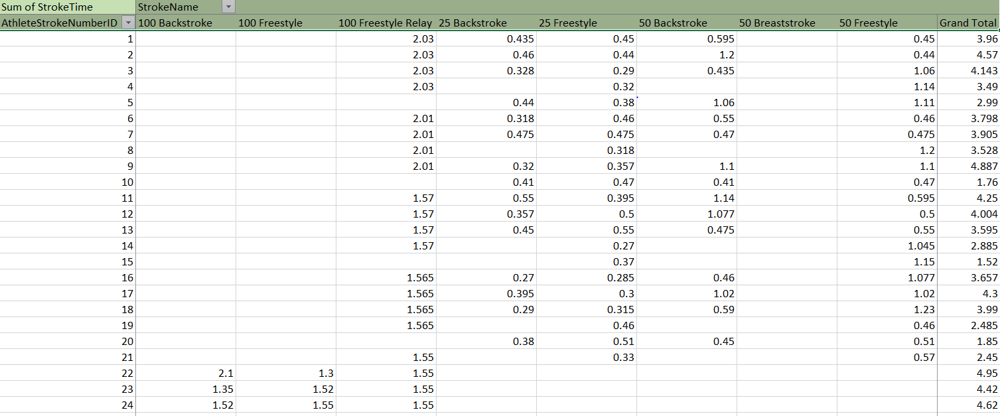 Sum of StrokeTime StrokeName
AthleteStrokeNumberID 100 Backstroke 100 Freestyle 100 Freestyle Relay 25 Backstroke 25 Freestyle 50 Backstroke 50 Breaststroke 50 Freestyle Grand Total
1 2.03 0.435 0.45 0.595 0.45 3.96
2 2.03 0.46 0.44 1.2 0.44 4.57
3 2.03 0.328 0.29 0.435 1.06 4.143
4 2.03 0.32 1.14 3.49
5 0.44 0.38 1.06 1.11 2.99
6 2.01 0.318 0.46 0.55 0.46 3.798
7 2.01 0.475 0.475 0.47 0.475 3.905
8 2.01 0.318 1.2 3.528
9 2.01 0.32 0.357 1.1 1.1 4.887
10 0.41 0.47 0.41 0.47 1.76
11 1.57 0.55 0.395 1.14 0.595 4.25
12 1.57 0.357 0.5 1.077 0.5 4.004
13 1.57 0.45 0.55 0.475 0.55 3.595
14 1.57 0.27 1.045 2.885
15 0.37 1.15 1.52
16 1.565 0.27 0.285 0.46 1.077 3.657
17 1.565 0.395 0.3 1.02 1.02 4.3
18 1.565 0.29 0.315 0.59 1.23 3.99
19 1.565 0.46 0.46 2.485
20 0.38 0.51 0.45 0.51 1.85
21 1.55 0.33 0.57 2.45
22 2.1 1.3 1.55 4.95
23 1.35 1.52 1.55 4.42
24 1.52 1.55 1.55 4.62